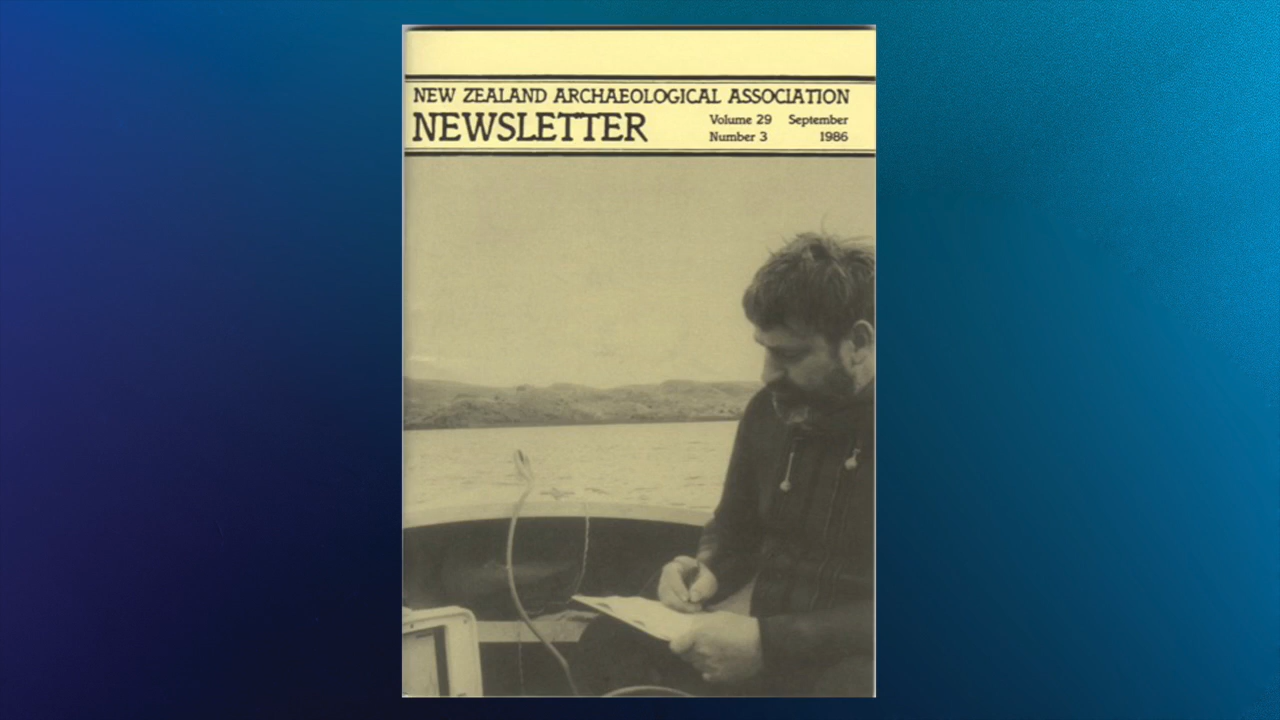 NEW ZEALAND ARCHAEOLOGICAL ASSOCIATION
NEWSLETTER
Volume 29 September
Number 3 1986